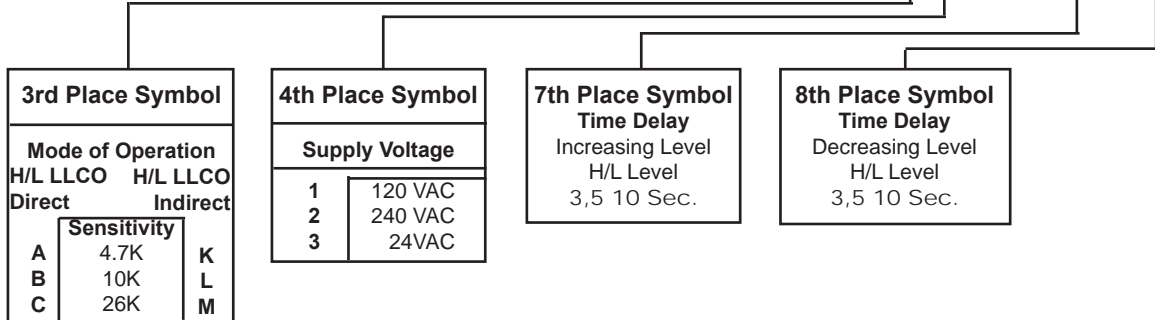 3rd Place Symbol
Mode of Operation
H/L LLCO H/L LLCO
Direct Indirect
Sensitivity
A 4.7K K
B 10K L
C 26K M
4th Place Symbol
Supply Voltage
1 120 VAC
2 240 VAC
3 24VAC
7th Place Symbol
Time Delay
Increasing Level
H/L Level
3,5 10 Sec.
8th Place Symbol
Time Delay
Decreasing Level
H/L Level
3,5 10 Sec.